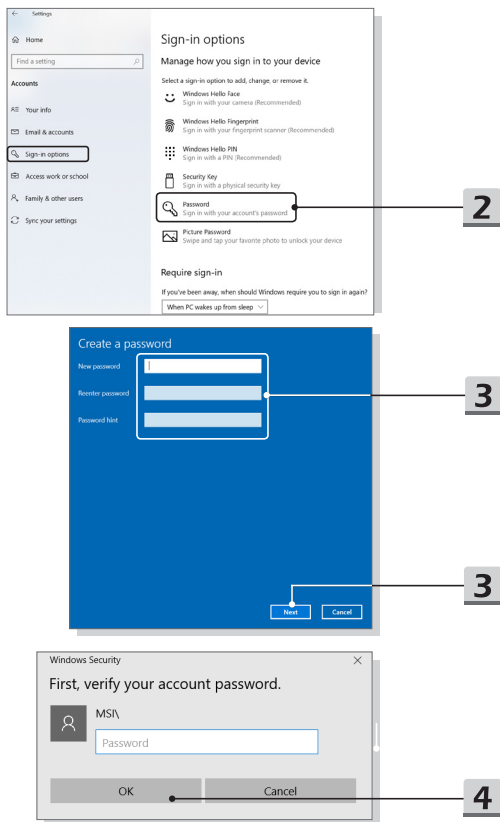 ← Settings
Home
Find a setting
Accounts
Your info
Email & accounts
Sign-in options
Access work or school
Family & other users
Sync your settings
Sign-in options
Manage how you sign in to your device
Select a sign-in option to add, change, or remove it.
Windows Hello Face
Sign in with your camera (Recommended)
Windows Hello Fingerprint
Sign in with your fingerprint scanner (Recommended)
Windows Hello PIN
Sign in with a PIN (Recommended)
Security Key
Sign in with a physical security key
Password
Sign in with your account's password
Picture Password
Swipe and tap your favorite photo to unlock your device
Require sign-in
If you've been away, when should Windows require you to sign in again?
When PC wakes up from sleep
2
Create a password
New password
Reenter password
Password hint
3
Next Cancel
3
Windows Security
First, verify your account password.
MSI\
Password
OK Cancel
4